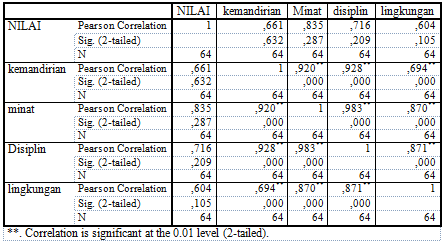 NILAI kemandirian Minat disiplin lingkungan
NILAI Pearson Correlation 1 ,661 ,835 ,716 ,604
Sig. (2-tailed) ,632 ,287 ,209 ,105
N 64 64 64 64 64
kemandirian Pearson Correlation ,661 1 ,920** ,928** ,694**
Sig. (2-tailed) ,632 ,000 ,000 ,000
N 64 64 64 64 64
minat Pearson Correlation ,835 ,920** 1 ,983** ,870**
Sig. (2-tailed) ,287 ,000 ,000 ,000
N 64 64 64 64 64
Disiplin Pearson Correlation ,716 ,928** ,983** 1 ,871**
Sig. (2-tailed) ,209 ,000 ,000 ,000
N 64 64 64 64 64
lingkungan Pearson Correlation ,604 ,694** ,870** ,871** 1
Sig. (2-tailed) ,105 ,000 ,000 ,000
N 64 64 64 64 64
**. Correlation is significant at the 0.01 level (2-tailed).